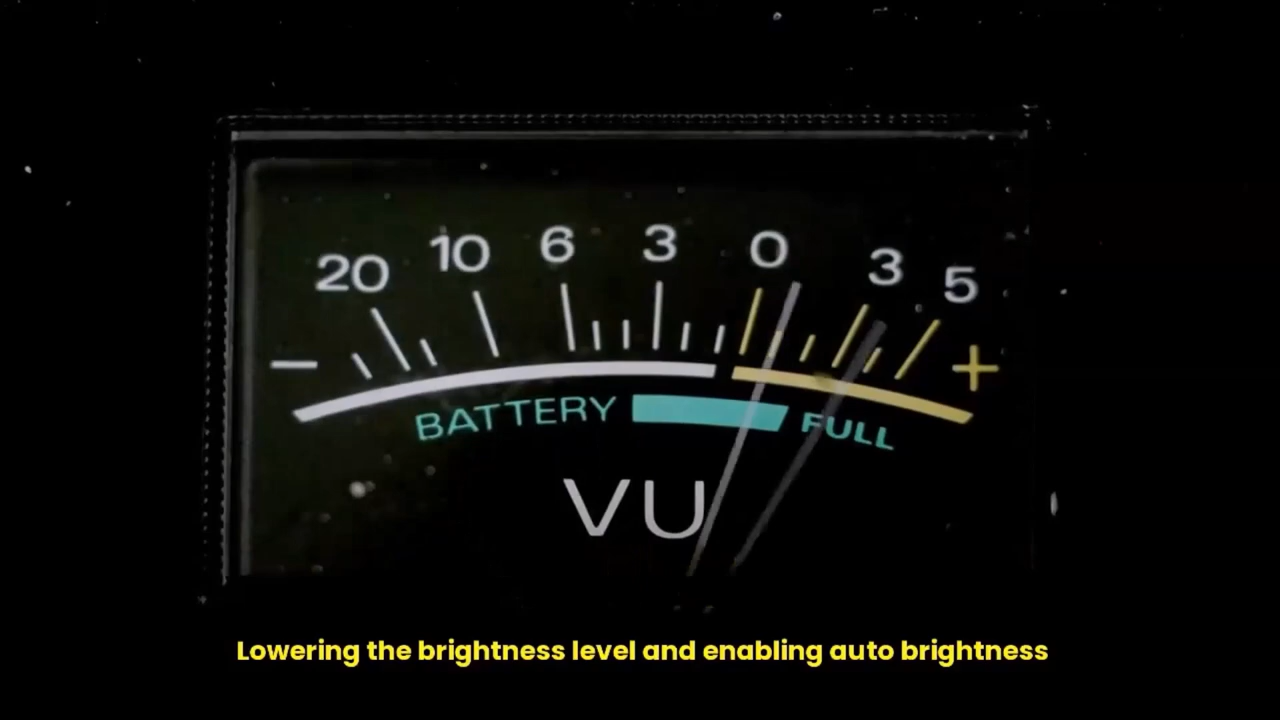 20 10 6 3 0 3 5
− +
BATTERY FULL
VU
Lowering the brightness level and enabling auto brightness